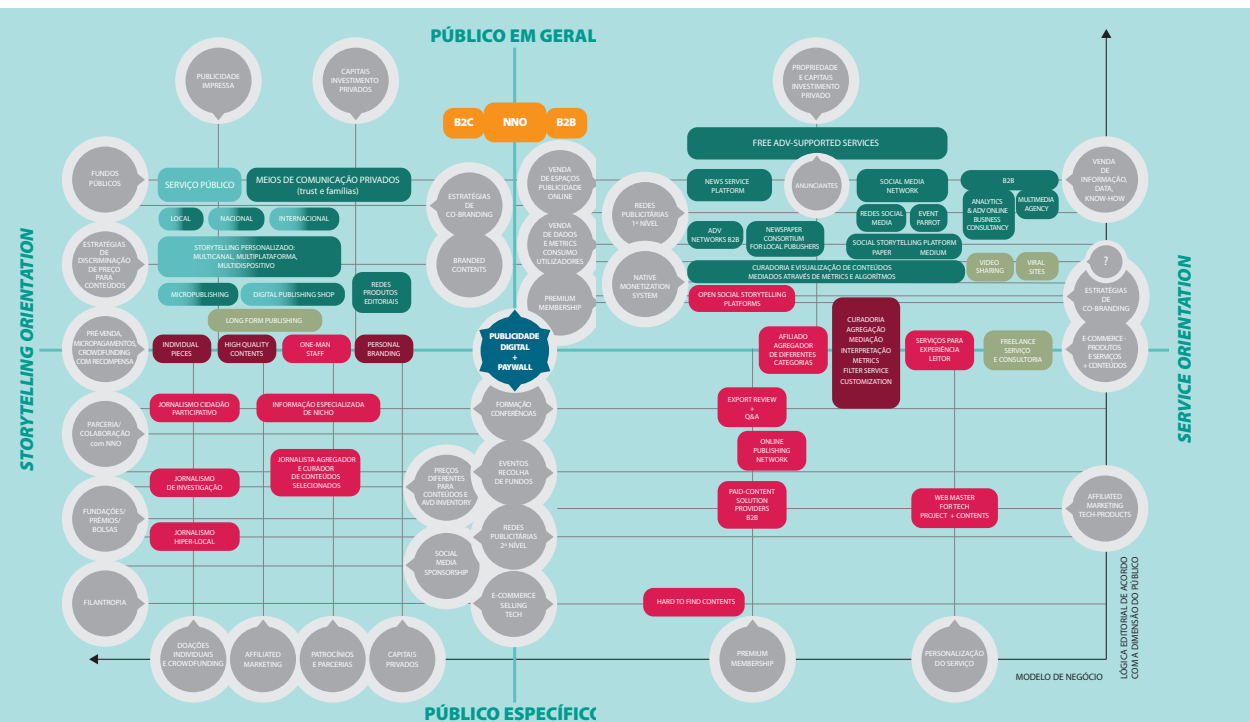 PÚBLICO EM GERAL
PUBLICIDADE
IMPRESSA
CAPITAIS
INVESTIMENTO
PRIVADOS
PROPRIEDADE
E CAPITAIS
INVESTIMENTO
PRIVADO
B2C
NNO
B2B
FREE ADV-SUPPORTED SERVICES
FUNDOS
PÚBLICOS
SERVIÇO PÚBLICO
MEIOS DE COMUNICAÇÃO PRIVADOS
(trust e famílias)
ESTRATÉGIAS
DE
CO-BRANDING
VENDA
DE ESPAÇOS
PUBLICIDADE
ONLINE
REDES
PUBLICITÁRIAS
1º NÍVEL
NEWS SERVICE
PLATFORM
ANUNCIANTES
SOCIAL MEDIA
NETWORK
B2B
ANALYTICS
& ADV ONLINE
BUSINESS
CONSULTANCY
MULTIMEDIA
AGENCY
VENDA
DE
INFORMAÇÃO,
DATA,
KNOW-HOW
LOCAL
NACIONAL
INTERNACIONAL
REDES SOCIAL
MEDIA
EVENT
PARROT
ADV
NETWORKS B2B
NEWSPAPER
CONSORTIUM
FOR LOCAL PUBLISHERS
SOCIAL STORYTELLING PLATFORM
PAPER
MEDIUM
ESTRATÉGIAS
DE
DISCRIMINAÇÃO
DE PREÇO
PARA
CONTEÚDOS
STORYTELLING PERSONALIZADO:
MULTICANAL, MULTIPLATAFORMA,
MULTIDISPOSITIVO
BRANDED
CONTENTS
VENDA
DE DADOS
E METRICS
CONSUMO
UTILIZADORES
NATIVE
MONETIZATION
SYSTEM
CURADORIA E VISUALIZAÇÃO DE CONTEÚDOS
MEDIADOS ATRAVÉS DE METRICS E ALGORÍTMOS
VIDEO
SHARING
VIRAL
SITES
?
ESTRATÉGIAS
DE
CO-BRANDING
MICROPUBLISHING
DIGITAL PUBLISHING SHOP
REDES
PRODUTOS
EDITORIAIS
PREMIUM
MEMBERSHIP
OPEN SOCIAL STORYTELLING
PLATFORMS
LONG FORM PUBLISHING
STORYTELLING ORIENTATION
SERVICE ORIENTATION
PRÉ-VENDA,
MICROPAGAMENTOS,
CROWDFUNDING
COM RECOMPENSA
INDIVIDUAL
PIECES
HIGH QUALITY
CONTENTS
ONE-MAN
STAFF
PERSONAL
BRANDING
PUBLICIDADE
DIGITAL
+
PAYWALL
AFILIADO
AGREGADOR
DE DIFERENTES
CATEGORIAS
CURADORIA
AGREGAÇÃO
MEDIAÇÃO
INTERPRETAÇÃO
METRICS
FILTER SERVICE
CUSTOMIZATION
SERVIÇOS PARA
EXPERIÊNCIA
LEITOR
FREELANCE
SERVIÇO
E CONSULTORIA
E-COMMERCE -
PRODUTOS
E SERVIÇOS
+ CONTEÚDOS
PARCERIA/
COLABORAÇÃO
com NNO
JORNALISMO CIDADÃO
PARTICIPATIVO
INFORMAÇÃO ESPECIALIZADA
DE NICHO
FORMAÇÃO
CONFERÊNCIAS
EXPORT REVIEW
+
Q&A
ONLINE
PUBLISHING
NETWORK
JORNALISMO
DE INVESTIGAÇÃO
JORNALISTA AGREGADOR
E CURADOR
DE CONTEÚDOS
SELECIONADOS
PREÇOS
DIFERENTES
PARA
CONTEÚDOS E
AVD INVENTORY
EVENTOS
RECOLHA
DE FUNDOS
PAID-CONTENT
SOLUTION
PROVIDERS
B2B
WEB MASTER
FOR TECH
PROJECT + CONTENTS
AFFILIATED
MARKETING
TECH-PRODUCTS
FUNDAÇÕES/
PRÉMIOS/
BOLSAS
JORNALISMO
HIPER-LOCAL
REDES
PUBLICITÁRIAS
2º NÍVEL
SOCIAL
MEDIA
SPONSORSHIP
FILANTROPIA
E-COMMERCE
SELLING
TECH
HARD TO FIND CONTENTS
DOAÇÕES
INDIVIDUAIS
E CROWDFUNDING
AFFILIATED
MARKETING
PATROCÍNIOS
E PARCERIAS
CAPITAIS
PRIVADOS
PREMIUM
MEMBERSHIP
PERSONALIZAÇÃO
DO SERVIÇO
MODELO DE NEGÓCIO
LÓGICA EDITORIAL DE ACORDO
COM A DIMENSÃO DO PÚBLICO
PÚBLICO ESPECÍFICO